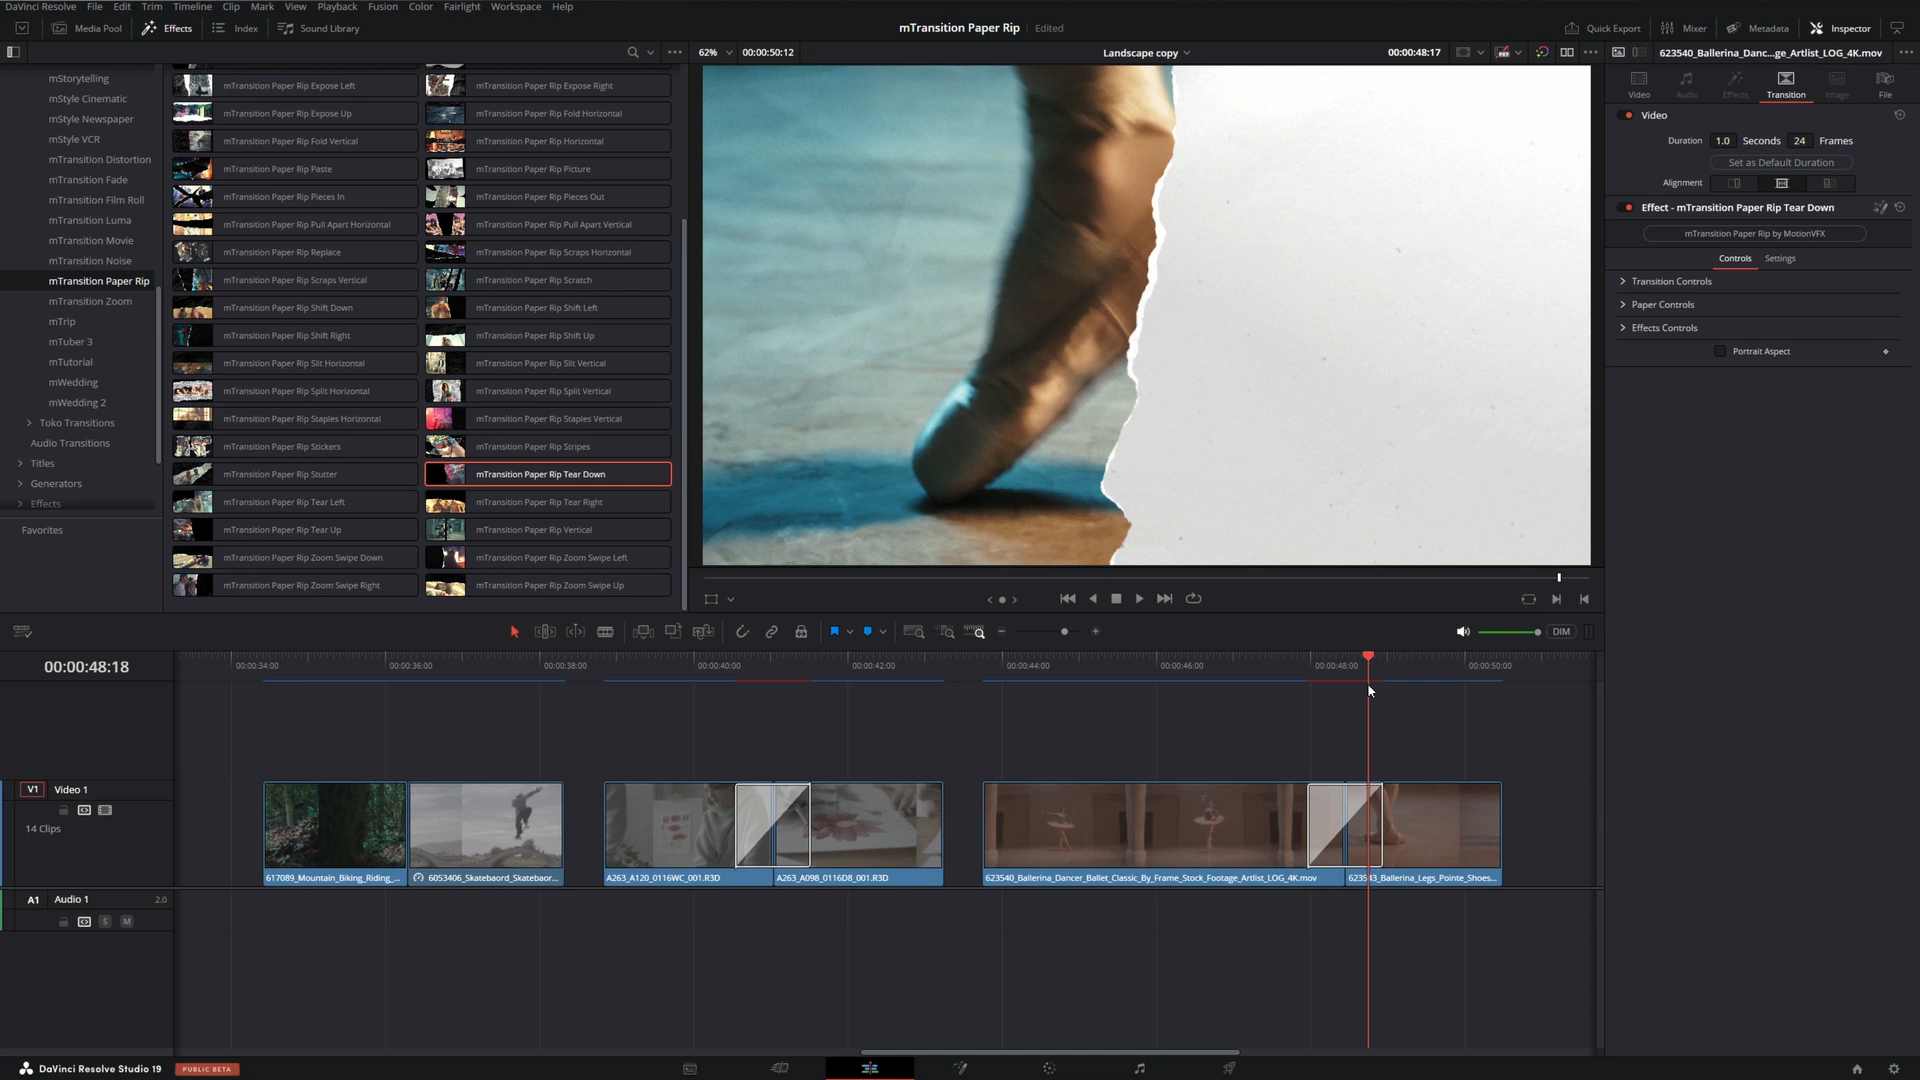 DaVinci Resolve File Edit Trim Timeline Clip Mark View Playback Fusion Color Fairlight Workspace Help
Media Pool Effects Index Sound Library
mTransition Paper Rip Edited
Quick Export Mixer Metadata Inspector
62% 00:00:50:12
Landscape copy
00:00:48:17
623540_Ballerina_Danc...ge_Artlist_LOG_4K.mov
mStorytelling
mStyle Cinematic
mStyle Newspaper
mStyle VCR
mTransition Distortion
mTransition Fade
mTransition Film Roll
mTransition Luma
mTransition Movie
mTransition Noise
mTransition Paper Rip
mTransition Zoom
mTrip
mTuber 3
mTutorial
mWedding
mWedding 2
Toko Transitions
Audio Transitions
Titles
Generators
Effects
Favorites
mTransition Paper Rip Expose Left
mTransition Paper Rip Expose Right
mTransition Paper Rip Expose Up
mTransition Paper Rip Fold Horizontal
mTransition Paper Rip Fold Vertical
mTransition Paper Rip Horizontal
mTransition Paper Rip Paste
mTransition Paper Rip Picture
mTransition Paper Rip Pieces In
mTransition Paper Rip Pieces Out
mTransition Paper Rip Pull Apart Horizontal
mTransition Paper Rip Pull Apart Vertical
mTransition Paper Rip Replace
mTransition Paper Rip Scraps Horizontal
mTransition Paper Rip Scraps Vertical
mTransition Paper Rip Scratch
mTransition Paper Rip Shift Down
mTransition Paper Rip Shift Left
mTransition Paper Rip Shift Right
mTransition Paper Rip Shift Up
mTransition Paper Rip Slit Horizontal
mTransition Paper Rip Slit Vertical
mTransition Paper Rip Split Horizontal
mTransition Paper Rip Split Vertical
mTransition Paper Rip Staples Horizontal
mTransition Paper Rip Staples Vertical
mTransition Paper Rip Stickers
mTransition Paper Rip Stripes
mTransition Paper Rip Stutter
mTransition Paper Rip Tear Down
mTransition Paper Rip Tear Left
mTransition Paper Rip Tear Right
mTransition Paper Rip Tear Up
mTransition Paper Rip Vertical
mTransition Paper Rip Zoom Swipe Down
mTransition Paper Rip Zoom Swipe Left
mTransition Paper Rip Zoom Swipe Right
mTransition Paper Rip Zoom Swipe Up
Video Audio Effects Transition Image File
Video
Duration 1.0 Seconds 24 Frames
Set as Default Duration
Alignment
Effect - mTransition Paper Rip Tear Down
mTransition Paper Rip by MotionVFX
Controls Settings
Transition Controls
Paper Controls
Effects Controls
Portrait Aspect
DIM
00:00:48:18
00:00:34:00 00:00:36:00 00:00:38:00 00:00:40:00 00:00:42:00 00:00:44:00 00:00:46:00 00:00:48:00 00:00:50:00
V1 Video 1
14 Clips
617089_Mountain_Biking_Riding_... 6053406_Skatebaord_Skatebaor... A263_A120_0116WC_001.R3D A263_A098_0116D8_001.R3D 623540_Ballerina_Dancer_Ballet_Classic_By_Frame_Stock_Footage_Artlist_LOG_4K.mov 623543_Ballerina_Legs_Pointe_Shoes...
A1 Audio 1 2.0
S M
DaVinci Resolve Studio 19 PUBLIC BETA